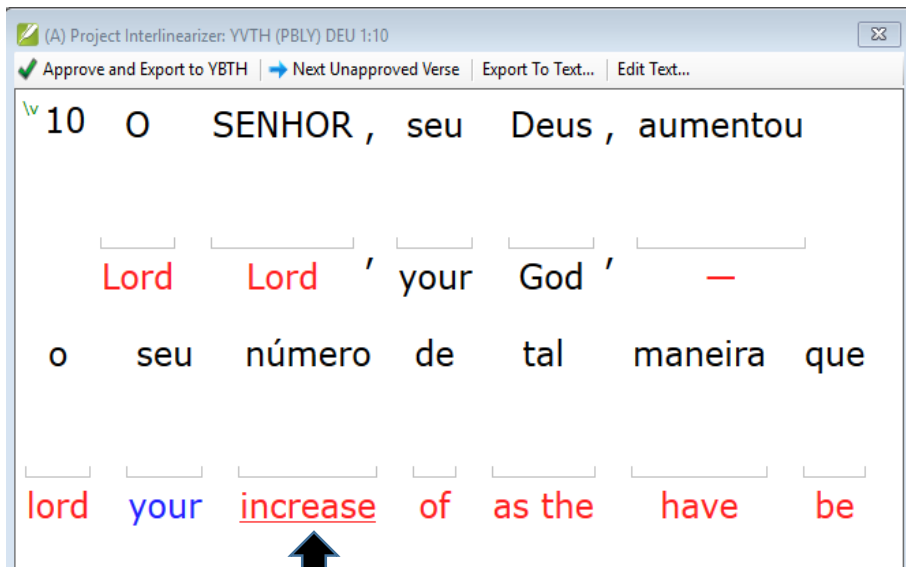 (A) Project Interlinearizer: YVTH (PBLY) DEU 1:10
Approve and Export to YBTH Next Unapproved Verse Export To Text... Edit Text...
\v 10 O SENHOR , seu Deus , aumentou
Lord Lord , your God , —
o seu número de tal maneira que
lord your increase of as the have be